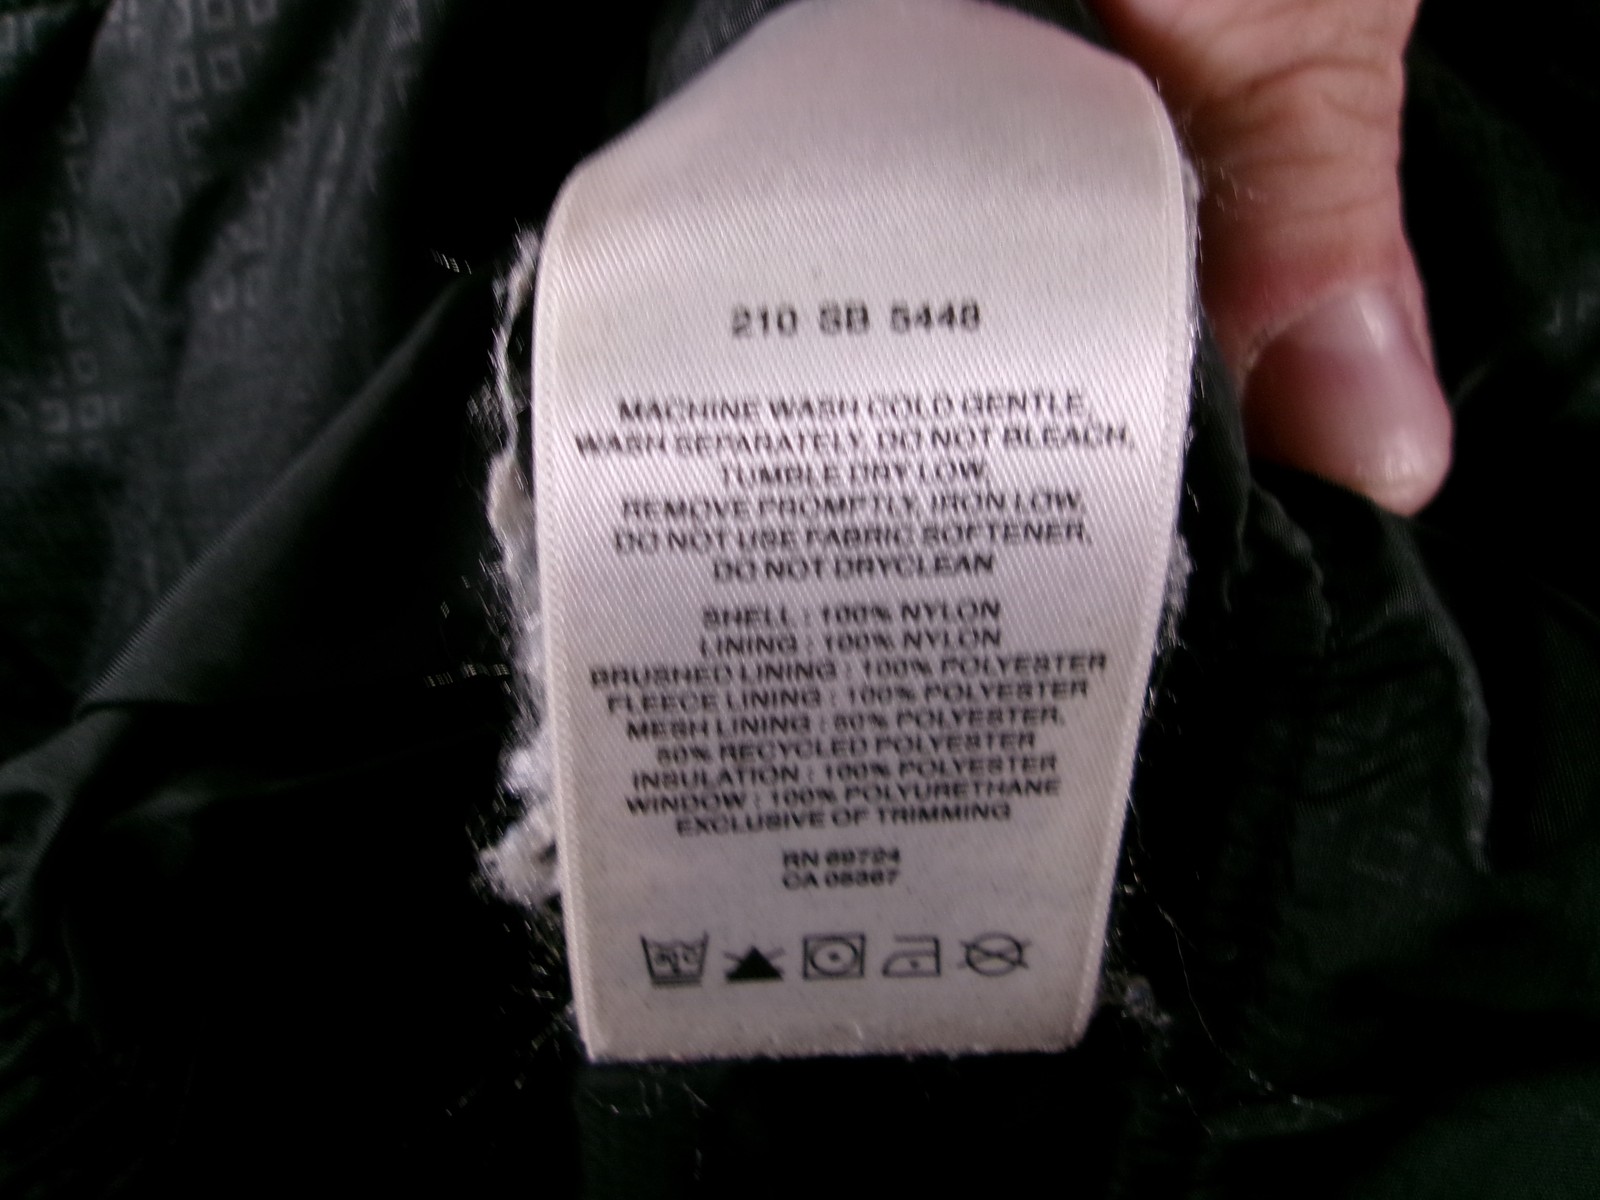 210 SB 5448
MACHINE WASH COLD GENTLE,
WASH SEPARATELY, DO NOT BLEACH,
TUMBLE DRY LOW,
REMOVE PROMPTLY, IRON LOW,
DO NOT USE FABRIC SOFTENER,
DO NOT DRYCLEAN
SHELL : 100% NYLON
LINING : 100% NYLON
BRUSHED LINING : 100% POLYESTER
FLEECE LINING : 100% POLYESTER
MESH LINING : 50% POLYESTER,
50% RECYCLED POLYESTER
INSULATION : 100% POLYESTER
WINDOW : 100% POLYURETHANE
EXCLUSIVE OF TRIMMING
RN 69724
CA 05367